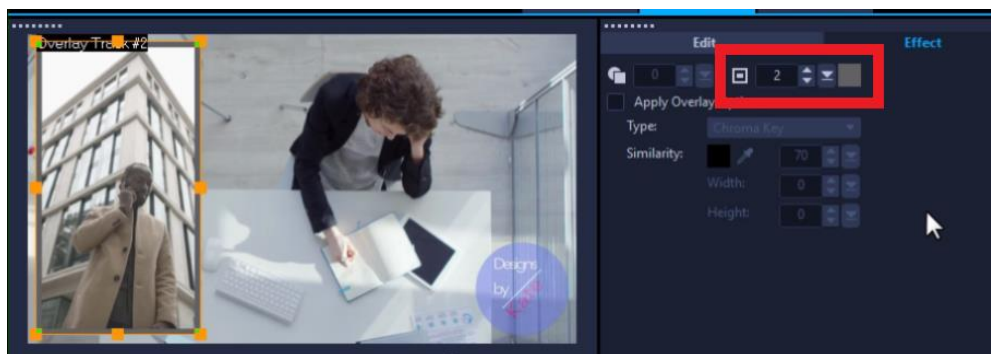 Overlay Track #2
Edit
Effect
0
2
Apply Overlay
Type:
Chroma Key
Similarity:
70
Width:
0
Height:
0
Designs
by
Kane